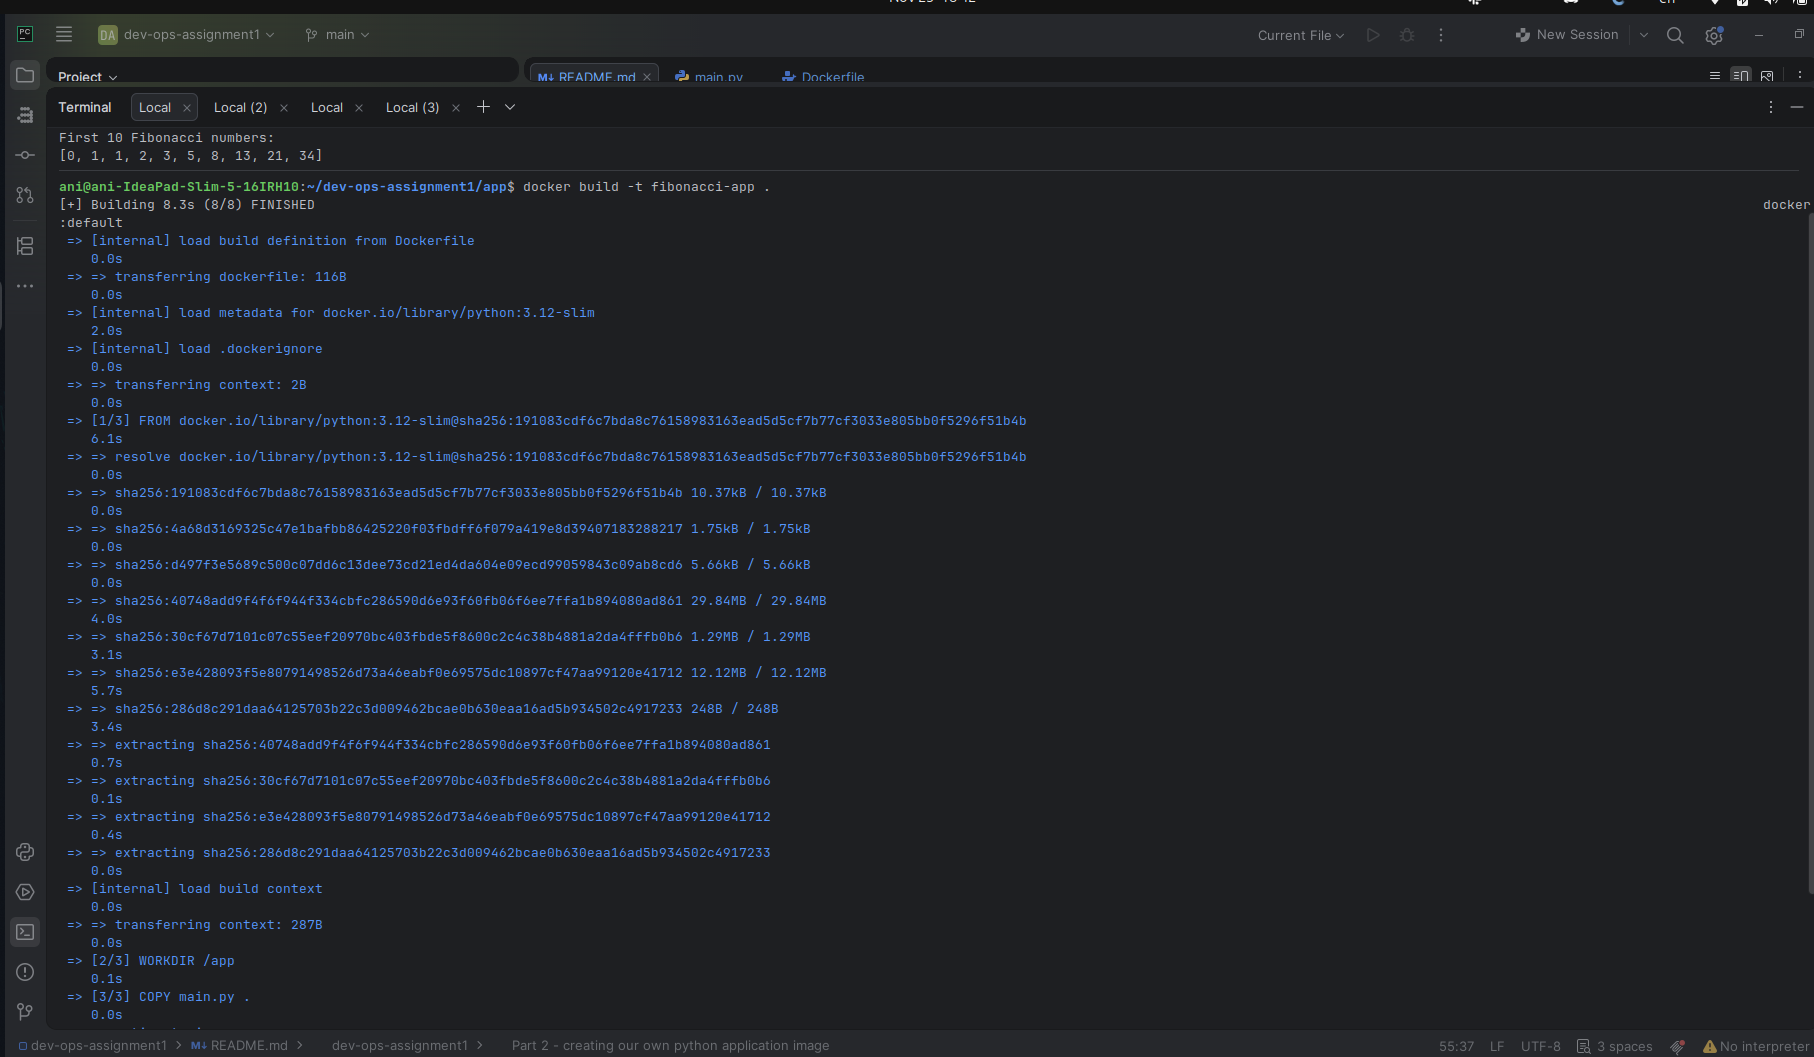 PC
DA dev-ops-assignment1
main
Current File
New Session
Project
README.md
main.py
Dockerfile
Terminal
Local
Local (2)
Local
Local (3)
First 10 Fibonacci numbers:
[0, 1, 1, 2, 3, 5, 8, 13, 21, 34]
ani@ani-IdeaPad-Slim-5-16IRH10:~/dev-ops-assignment1/app$ docker build -t fibonacci-app .
[+] Building 8.3s (8/8) FINISHED docker
:default
=> [internal] load build definition from Dockerfile
0.0s
=> => transferring dockerfile: 116B
0.0s
=> [internal] load metadata for docker.io/library/python:3.12-slim
2.0s
=> [internal] load .dockerignore
0.0s
=> => transferring context: 2B
0.0s
=> [1/3] FROM docker.io/library/python:3.12-slim@sha256:191083cdf6c7bda8c76158983163ead5d5cf7b77cf3033e805bb0f5296f51b4b
6.1s
=> => resolve docker.io/library/python:3.12-slim@sha256:191083cdf6c7bda8c76158983163ead5d5cf7b77cf3033e805bb0f5296f51b4b
0.0s
=> => sha256:191083cdf6c7bda8c76158983163ead5d5cf7b77cf3033e805bb0f5296f51b4b 10.37kB / 10.37kB
0.0s
=> => sha256:4a68d3169325c47e1bafbb86425220f03fbdff6f079a419e8d39407183288217 1.75kB / 1.75kB
0.0s
=> => sha256:d497f3e5689c500c07dd6c13dee73cd21ed4da604e09ecd99059843c09ab8cd6 5.66kB / 5.66kB
0.0s
=> => sha256:40748add9f4f6f944f334cbfc286590d6e93f60fb06f6ee7ffa1b894080ad861 29.84MB / 29.84MB
4.0s
=> => sha256:30cf67d7101c07c55eef20970bc403fbde5f8600c2c4c38b4881a2da4fffb0b6 1.29MB / 1.29MB
3.1s
=> => sha256:e3e428093f5e80791498526d73a46eabf0e69575dc10897cf47aa99120e41712 12.12MB / 12.12MB
5.7s
=> => sha256:286d8c291daa64125703b22c3d009462bcae0b630eaa16ad5b934502c4917233 248B / 248B
3.4s
=> => extracting sha256:40748add9f4f6f944f334cbfc286590d6e93f60fb06f6ee7ffa1b894080ad861
0.7s
=> => extracting sha256:30cf67d7101c07c55eef20970bc403fbde5f8600c2c4c38b4881a2da4fffb0b6
0.1s
=> => extracting sha256:e3e428093f5e80791498526d73a46eabf0e69575dc10897cf47aa99120e41712
0.4s
=> => extracting sha256:286d8c291daa64125703b22c3d009462bcae0b630eaa16ad5b934502c4917233
0.0s
=> [internal] load build context
0.0s
=> => transferring context: 287B
0.0s
=> [2/3] WORKDIR /app
0.1s
=> [3/3] COPY main.py .
0.0s
dev-ops-assignment1 > README.md > dev-ops-assignment1 > Part 2 - creating our own python application image
55:37 LF UTF-8 3 spaces No interpreter